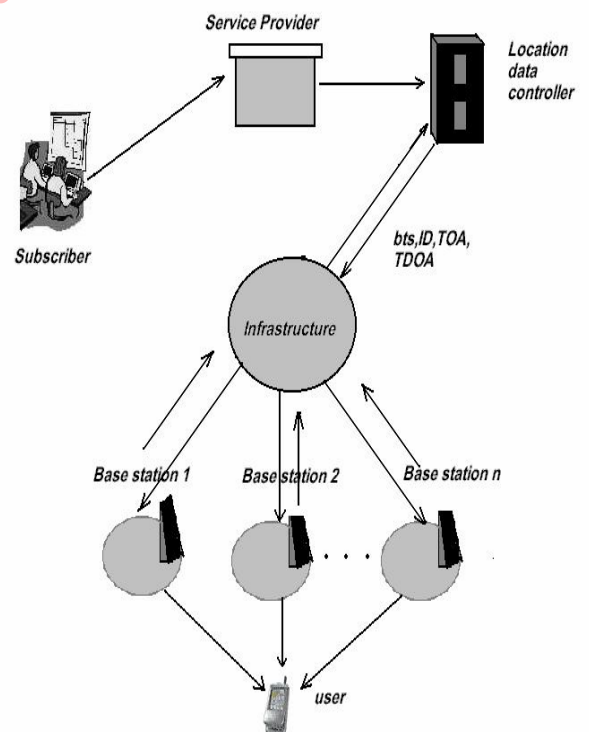 Service Provider
Location
data
controller
Subscriber
bts,ID,TOA,
TDOA
Infrastructure
Base station 1
Base station 2
Base station n
user